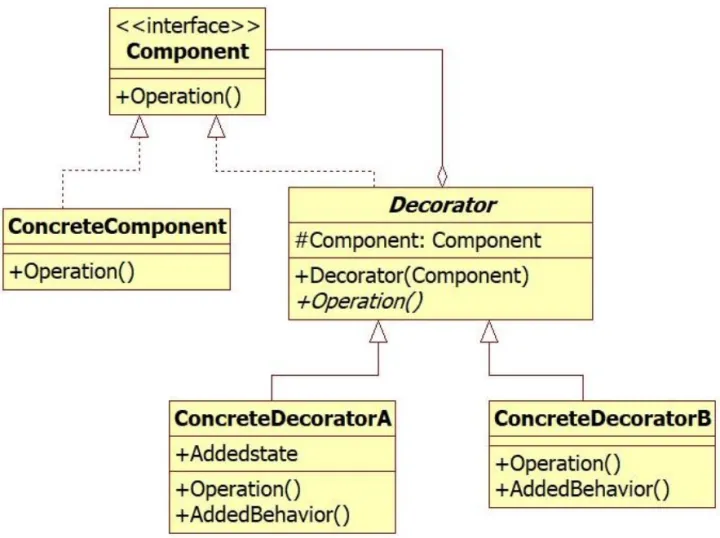 <<interface>>
Component
+Operation()
ConcreteComponent
+Operation()
Decorator
#Component: Component
+Decorator(Component)
+Operation()
ConcreteDecoratorA
+Addedstate
+Operation()
+AddedBehavior()
ConcreteDecoratorB
+Operation()
+AddedBehavior()